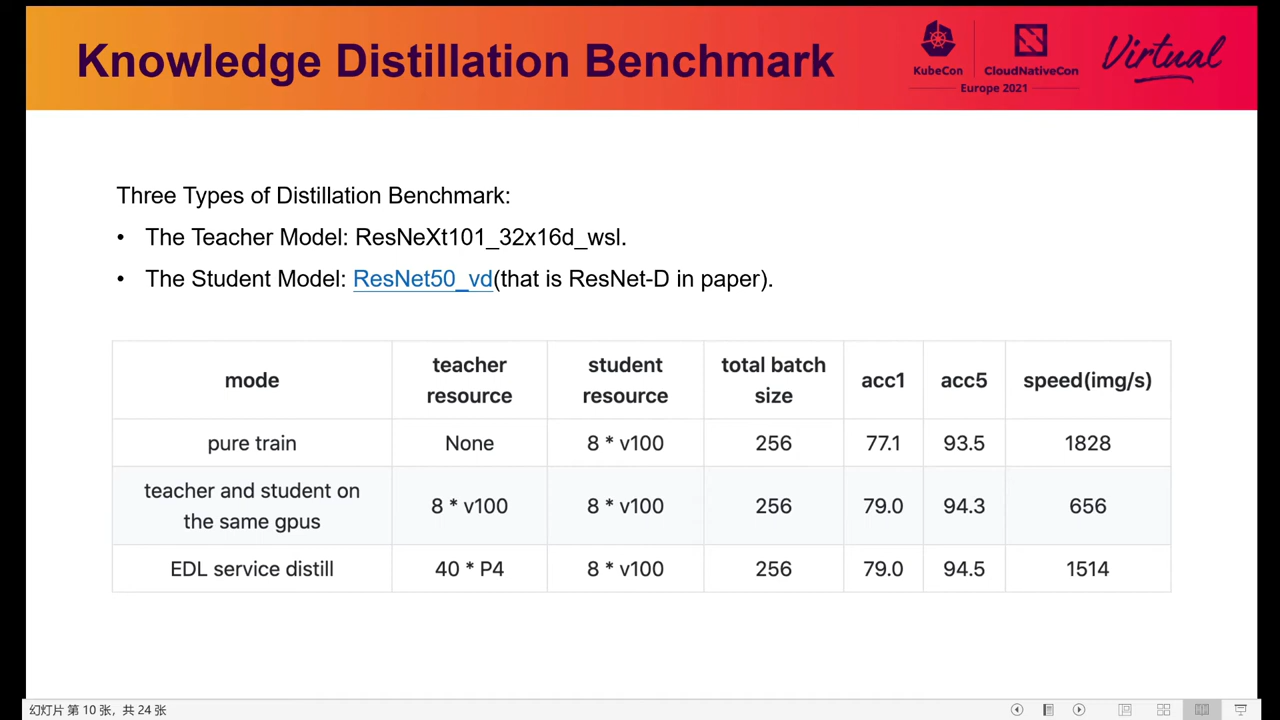 Knowledge Distillation Benchmark
KubeCon
CloudNativeCon
Europe 2021
Virtual
Three Types of Distillation Benchmark:
• The Teacher Model: ResNeXt101_32x16d_wsl.
• The Student Model: ResNet50_vd(that is ResNet-D in paper).
mode teacher resource student resource total batch size acc1 acc5 speed(img/s)
pure train None 8 * v100 256 77.1 93.5 1828
teacher and student on the same gpus 8 * v100 8 * v100 256 79.0 94.3 656
EDL service distill 40 * P4 8 * v100 256 79.0 94.5 1514
幻灯片 第 10 张，共 24 张